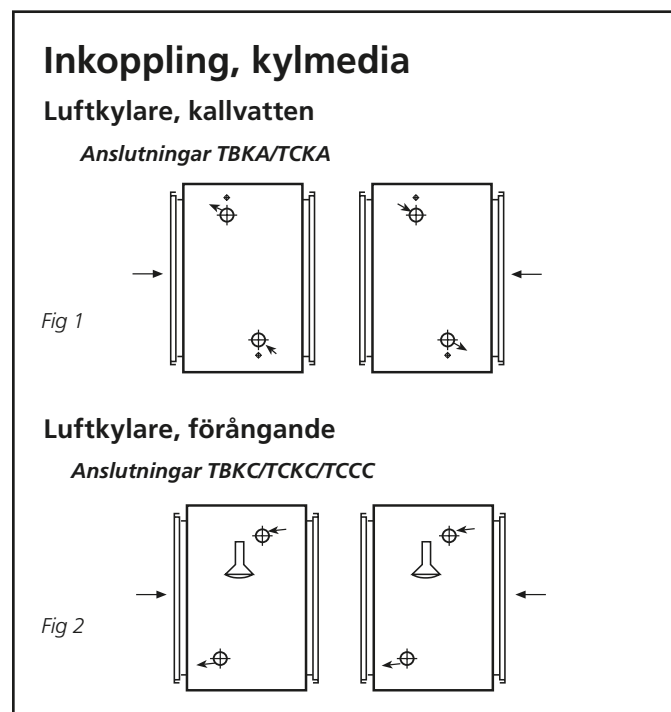 Inkoppling, kylmedia
Luftkylare, kallvatten
Anslutningar TBKA/TCKA
Fig 1
Luftkylare, förångande
Anslutningar TBKC/TCKC/TCCC
Fig 2